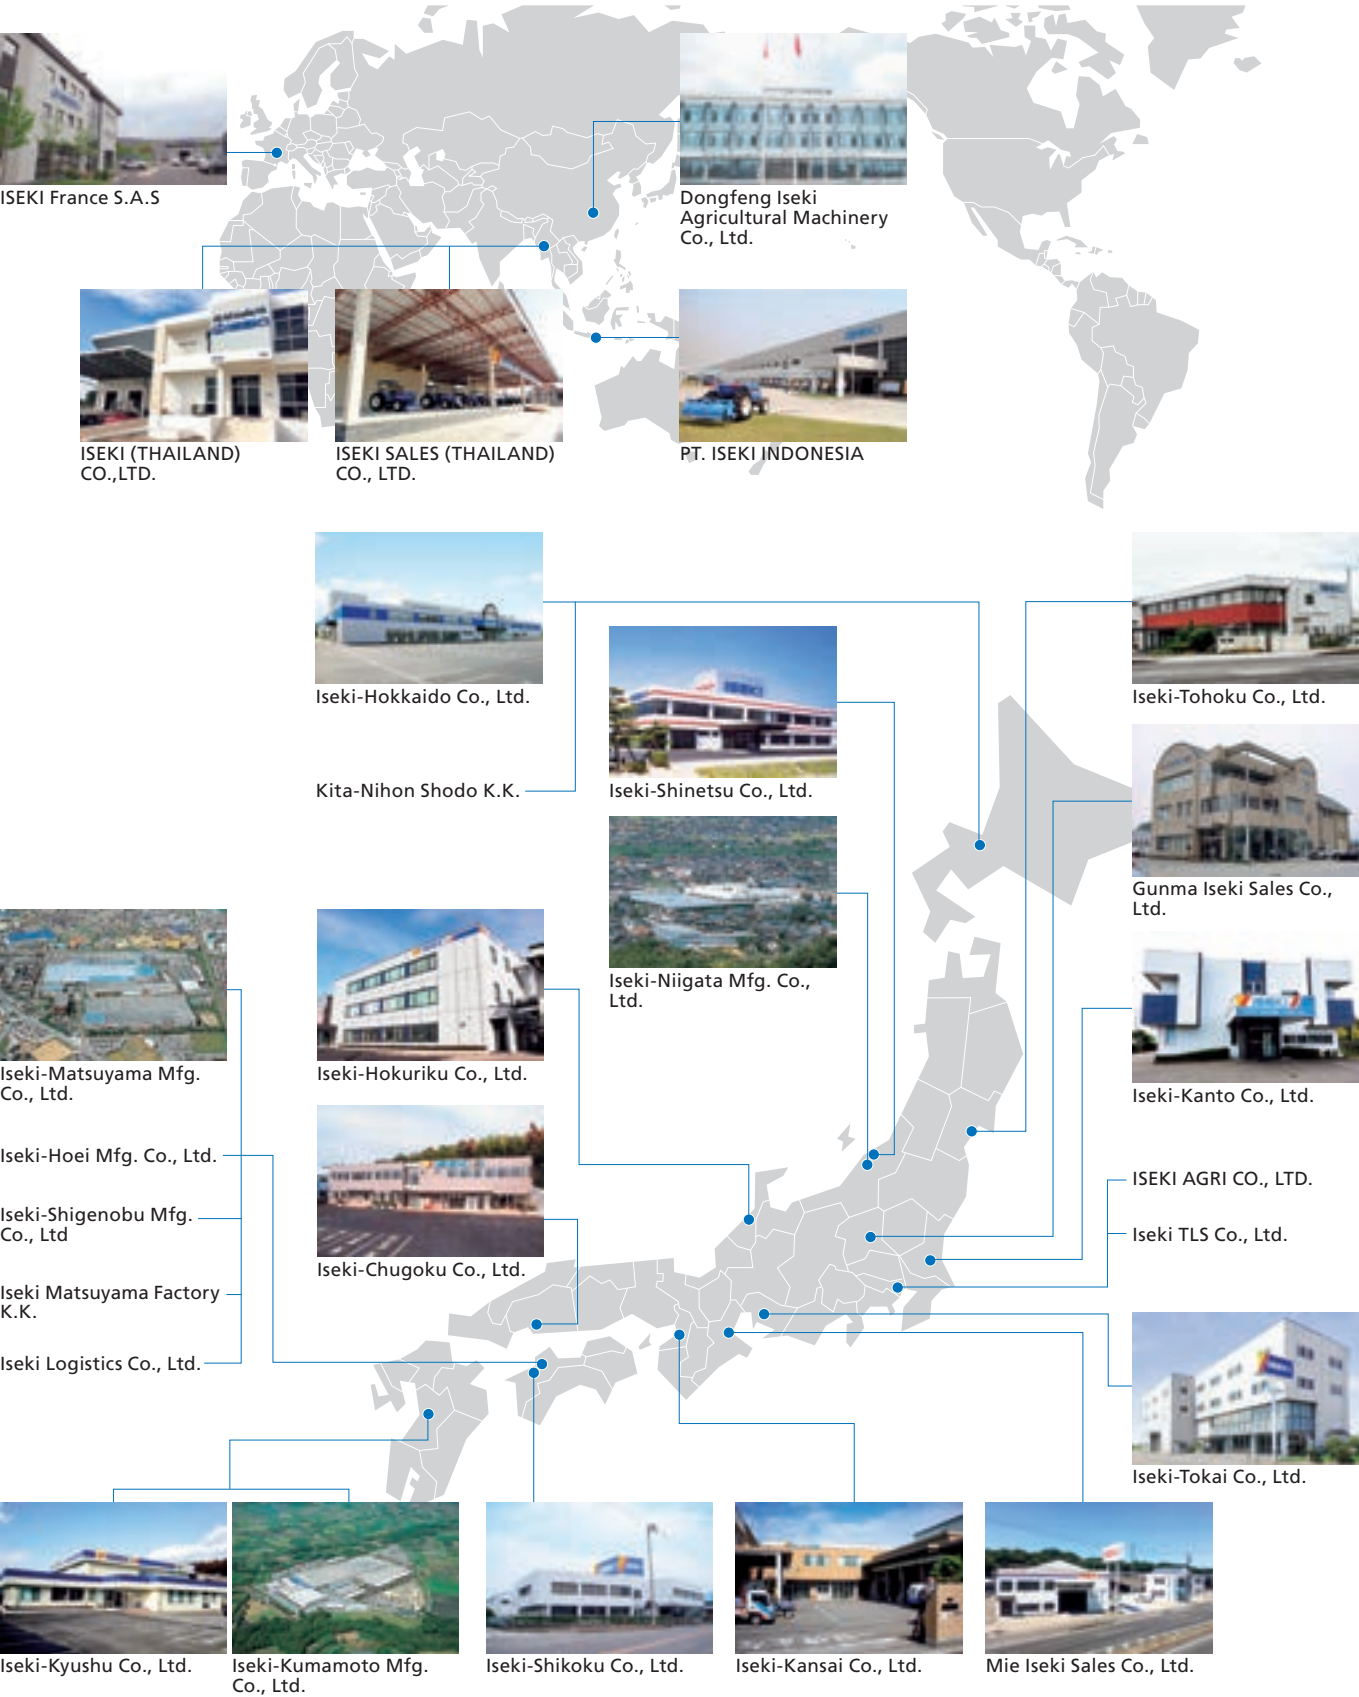 ISEKI France S.A.S
Dongfeng Iseki
Agricultural Machinery
Co., Ltd.
ISEKI (THAILAND)
CO.,LTD.
ISEKI SALES (THAILAND)
CO., LTD.
PT. ISEKI INDONESIA
Iseki-Hokkaido Co., Ltd.
Iseki-Tohoku Co., Ltd.
Kita-Nihon Shodo K.K.
Iseki-Shinetsu Co., Ltd.
Gunma Iseki Sales Co.,
Ltd.
Iseki-Niigata Mfg. Co.,
Ltd.
Iseki-Matsuyama Mfg.
Co., Ltd.
Iseki-Hokuriku Co., Ltd.
ISEKI
Iseki-Kanto Co., Ltd.
Iseki-Hoei Mfg. Co., Ltd.
ISEKI AGRI CO., LTD.
Iseki-Shigenobu Mfg.
Co., Ltd
Iseki TLS Co., Ltd.
Iseki-Chugoku Co., Ltd.
Iseki Matsuyama Factory
K.K.
Iseki Logistics Co., Ltd.
Iseki-Tokai Co., Ltd.
Iseki-Kyushu Co., Ltd.
Iseki-Kumamoto Mfg.
Co., Ltd.
Iseki-Shikoku Co., Ltd.
Iseki-Kansai Co., Ltd.
Mie Iseki Sales Co., Ltd.